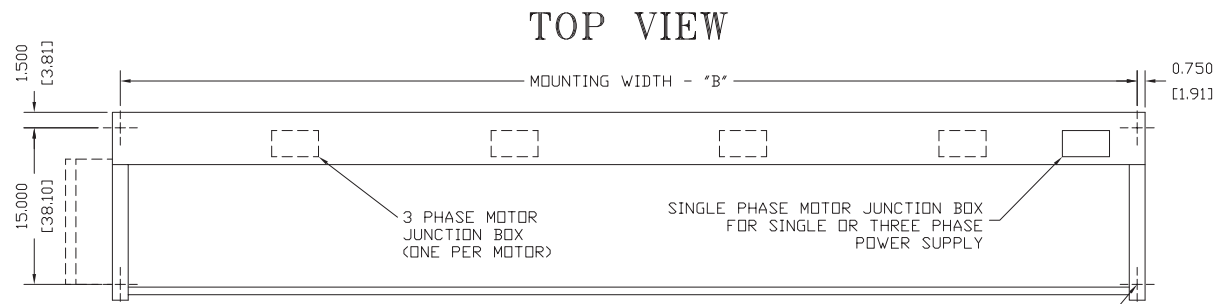 TOP VIEW
1.500
[3.81]
MOUNTING WIDTH - "B"
0.750
[1.91]
15.000
[38.10]
3 PHASE MOTOR
JUNCTION BOX
(ONE PER MOTOR)
SINGLE PHASE MOTOR JUNCTION BOX
FOR SINGLE OR THREE PHASE
POWER SUPPLY